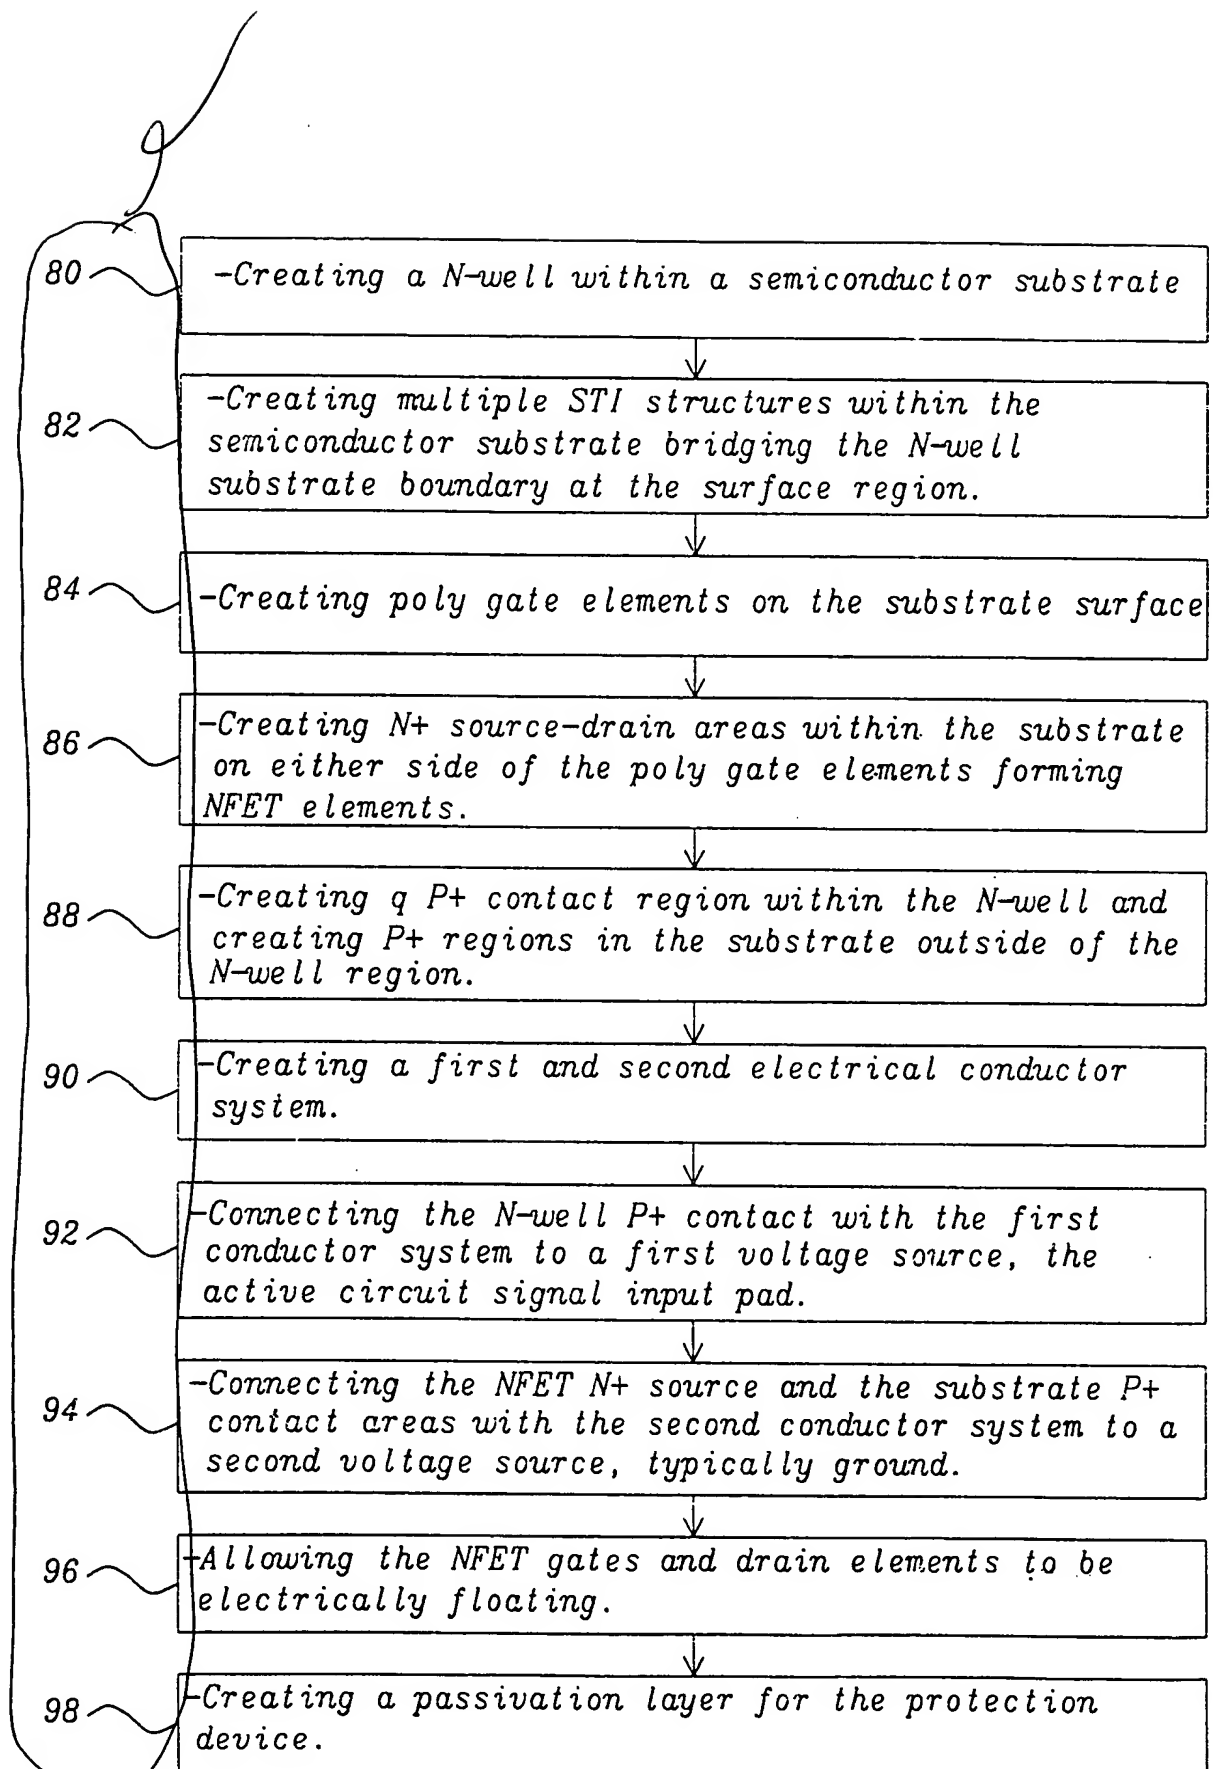 80
-Creating a N-well within a semiconductor substrate
82
-Creating multiple STI structures within the
semiconductor substrate bridging the N-well
substrate boundary at the surface region.
84
-Creating poly gate elements on the substrate surface
86
-Creating N+ source-drain areas within the substrate
on either side of the poly gate elements forming
NFET elements.
88
-Creating q P+ contact region within the N-well and
creating P+ regions in the substrate outside of the
N-well region.
90
-Creating a first and second electrical conductor
system.
92
-Connecting the N-well P+ contact with the first
conductor system to a first voltage source, the
active circuit signal input pad.
94
-Connecting the NFET N+ source and the substrate P+
contact areas with the second conductor system to a
second voltage source, typically ground.
96
-Allowing the NFET gates and drain elements to be
electrically floating.
98
-Creating a passivation layer for the protection
device.